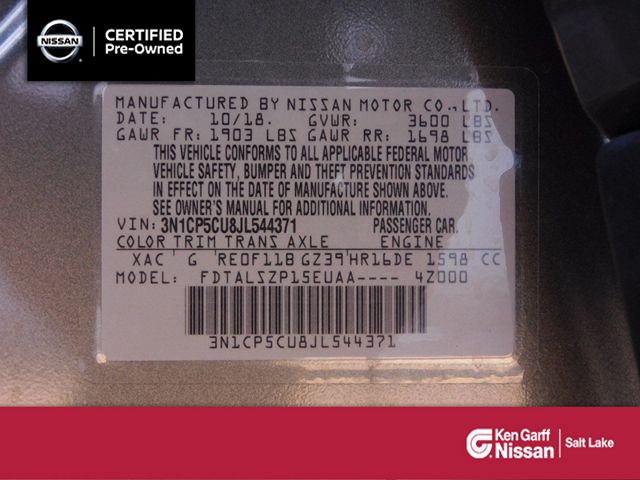 NISSAN
CERTIFIED
Pre-Owned
MANUFACTURED BY NISSAN MOTOR CO., LTD.
DATE: 10/18. GVWR: 3600 LBS
GAWR FR: 1903 LBS GAWR RR: 1698 LBS
THIS VEHICLE CONFORMS TO ALL APPLICABLE FEDERAL MOTOR
VEHICLE SAFETY, BUMPER AND THEFT PREVENTION STANDARDS
IN EFFECT ON THE DATE OF MANUFACTURE SHOWN ABOVE.
SEE OWNER'S MANUAL FOR ADDITIONAL INFORMATION.
VIN: 3N1CP5CU8JL544371 PASSENGER CAR.
COLOR TRIM TRANS AXLE ENGINE
XAC G RE0F11B GZ39 HR16DE 1598 CC
MODEL: FDTALSZP15EUAA---- 4Z000
3N1CP5CU8JL544371
Ken Garff
Nissan
Salt Lake